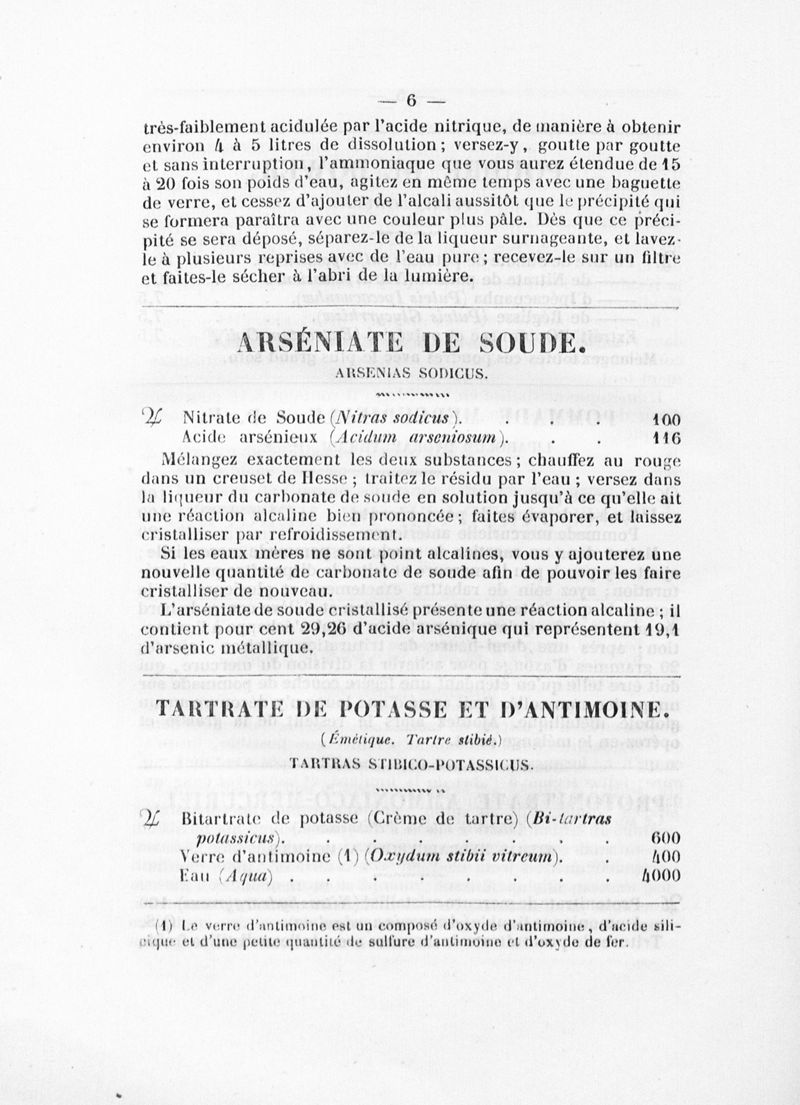 — 6 —
très-faiblement acidulée par l'acide nitrique, de manière à obtenir
environ 4 à 5 litres de dissolution; versez-y, goutte par goutte
et sans interruption, l'ammoniaque que vous aurez étendue de 15
à 20 fois son poids d'eau, agitez en même temps avec une baguette
de verre, et cessez d'ajouter de l'alcali aussitôt que le précipité qui
se formera paraîtra avec une couleur plus pâle. Dès que ce préci-
pité se sera déposé, séparez-le de la liqueur surnageante, et lavez-
le à plusieurs reprises avec de l'eau pure; recevez-le sur un filtre
et faites-le sécher à l'abri de la lumière.
ARSÉNIATE DE SOUDE.
ARSENIAS SODICUS.
♃ Nitrate de Soude (Nitras sodicus). . . . 100
Acide arsénieux (Acidum arseniosum). . . 116
Mélangez exactement les deux substances; chauffez au rouge
dans un creuset de Hesse; traitez le résidu par l'eau; versez dans
la liqueur du carbonate de soude en solution jusqu'à ce qu'elle ait
une réaction alcaline bien prononcée; faites évaporer, et laissez
cristalliser par refroidissement.
Si les eaux mères ne sont point alcalines, vous y ajouterez une
nouvelle quantité de carbonate de soude afin de pouvoir les faire
cristalliser de nouveau.
L'arséniate de soude cristallisé présente une réaction alcaline; il
contient pour cent 29,26 d'acide arsénique qui représentent 19,1
d'arsenic métallique.
TARTRATE DE POTASSE ET D'ANTIMOINE.
(Émétique. Tartre stibié.)
TARTRAS STIBICO-POTASSICUS.
♃ Bitartrate de potasse (Crème de tartre) (Bi-tartras
potassicus). . . . . . . . 600
Verre d'antimoine (1) (Oxydum stibii vitreum). . 400
Eau (Aqua) . . . . . . . . 4000
(1) Le verre d'antimoine est un composé d'oxyde d'antimoine, d'acide sili-
cique et d'une petite quantité de sulfure d'antimoine et d'oxyde de fer.